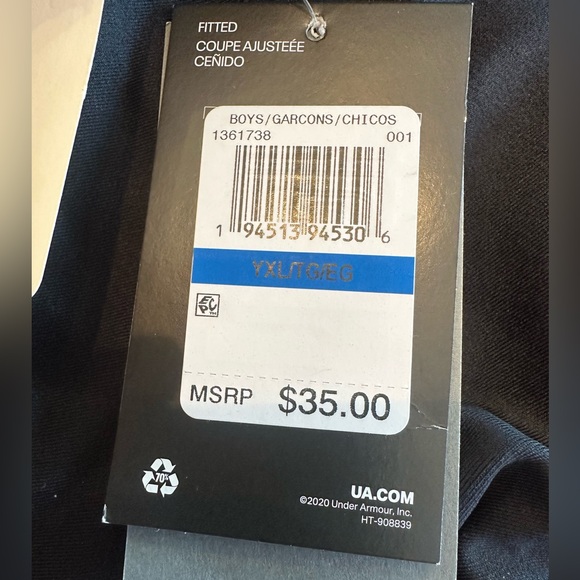 FITTED
COUPE AJUSTEÉE
CEÑIDO
BOYS/GARCONS/CHICOS
1361738 001
1 94513 94530 6
YXL/TG/EG
MSRP $35.00
70%
UA.COM
©2020 Under Armour, Inc.
HT-908839